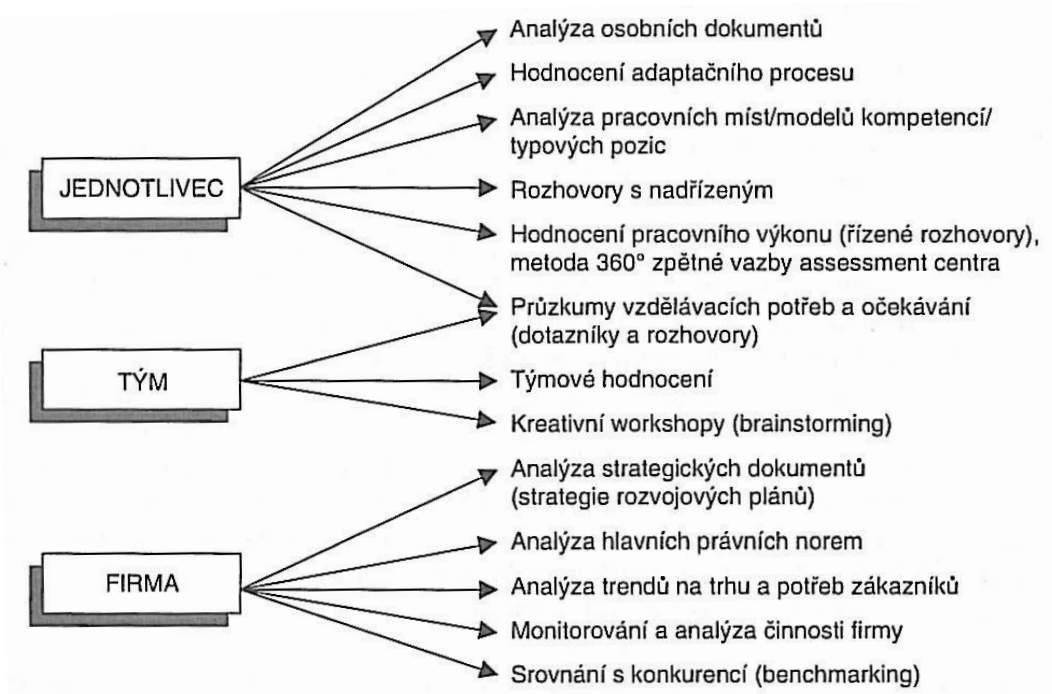 Analýza osobních dokumentů
Hodnocení adaptačního procesu
Analýza pracovních míst/modelů kompetencí/
typových pozic
JEDNOTLIVEC
Rozhovory s nadřízeným
Hodnocení pracovního výkonu (řízené rozhovory),
metoda 360° zpětné vazby assessment centra
Průzkumy vzdělávacích potřeb a očekávání
(dotazníky a rozhovory)
TÝM
Týmové hodnocení
Kreativní workshopy (brainstorming)
Analýza strategických dokumentů
(strategie rozvojových plánů)
Analýza hlavních právních norem
FIRMA
Analýza trendů na trhu a potřeb zákazníků
Monitorování a analýza činnosti firmy
Srovnání s konkurencí (benchmarking)